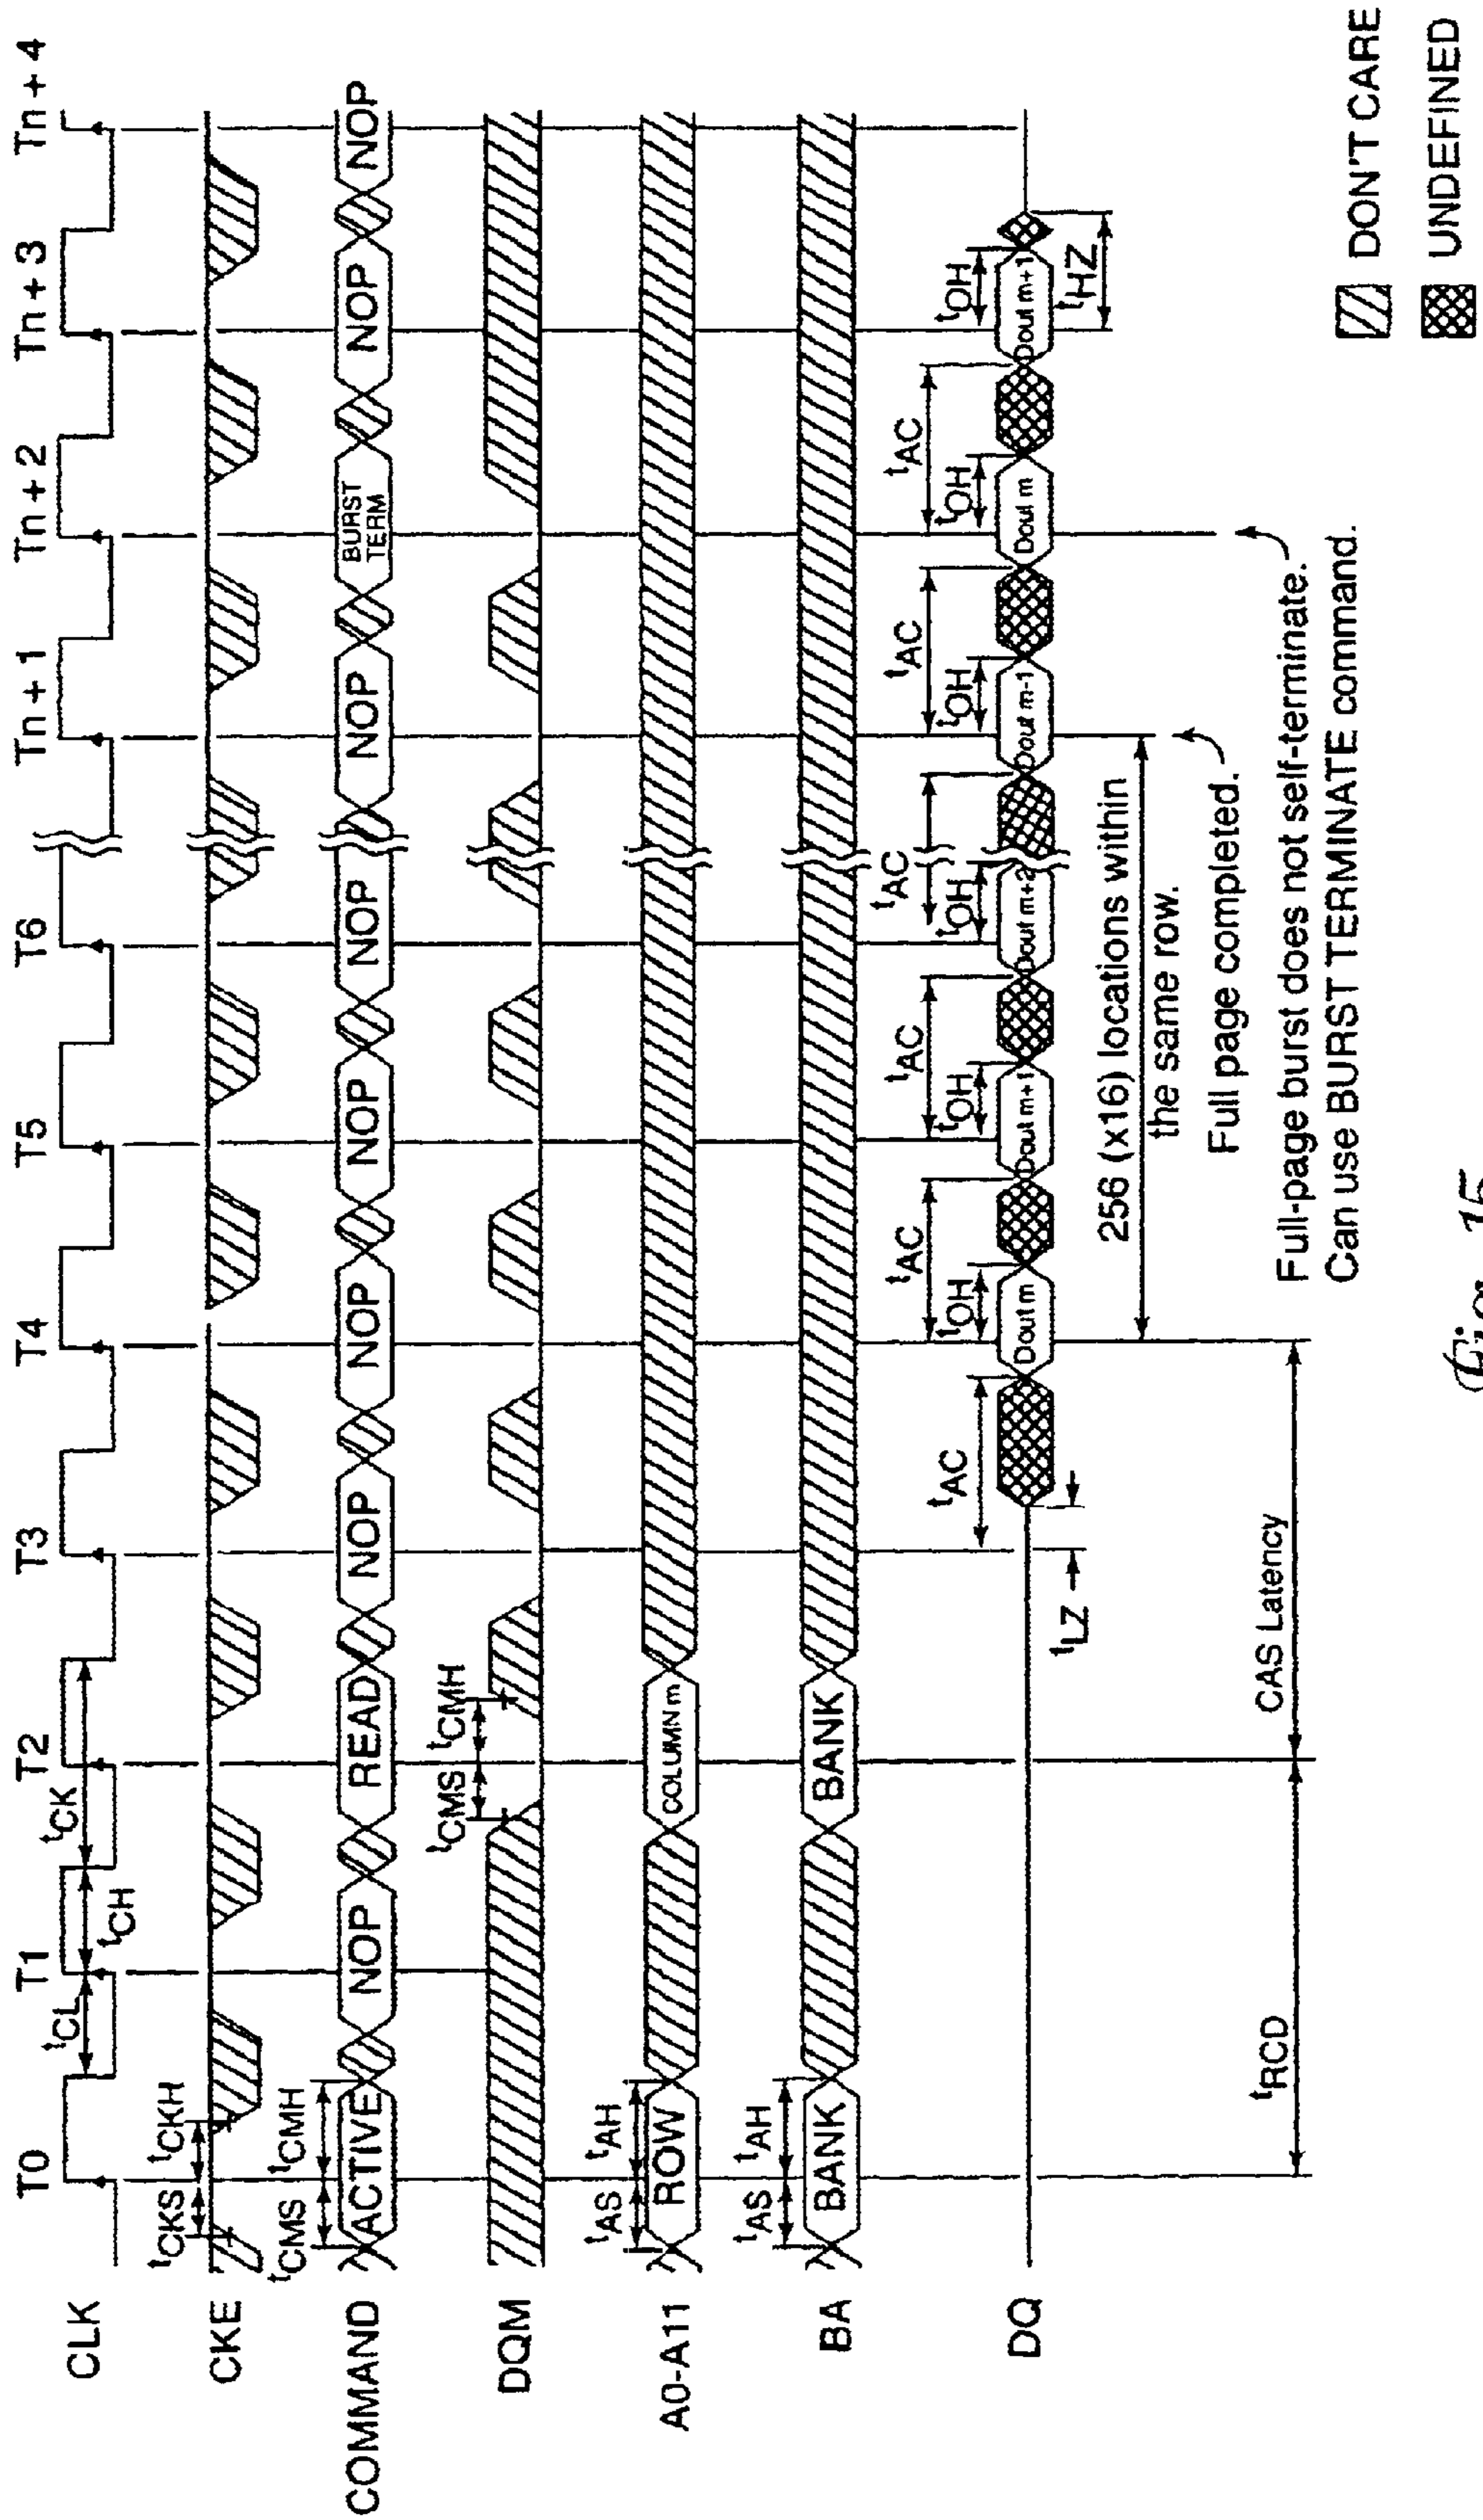 T0 T1 T2 T3 T4 T5 T6 Tn + 1 Tn + 2 Tn + 3 Tn + 4
CLK
tCL tCH tCK
tCKS tCKH
CKE
tCMS tCMH
COMMAND ACTIVE NOP READ NOP NOP NOP NOP NOP BURST TERM NOP NOP
tCMS tCMH
DQM
tAS tAH
A0-A11 ROW COLUMN m
tAS tAH
BA BANK BANK
tAC tAC tAC tAC tAC tAC tAC
tOH tOH tOH tOH tOH tOH
DQ Dout m Dout m+1 Dout m+2 Dout m-1 Dout m Dout m+1
tLZ tHZ
256 (x16) locations within
the same row.
Full page completed.
tRCD CAS Latency
Full-page burst does not self-terminate.
Can use BURST TERMINATE command.
DON'T CARE
UNDEFINED
Fig. 15